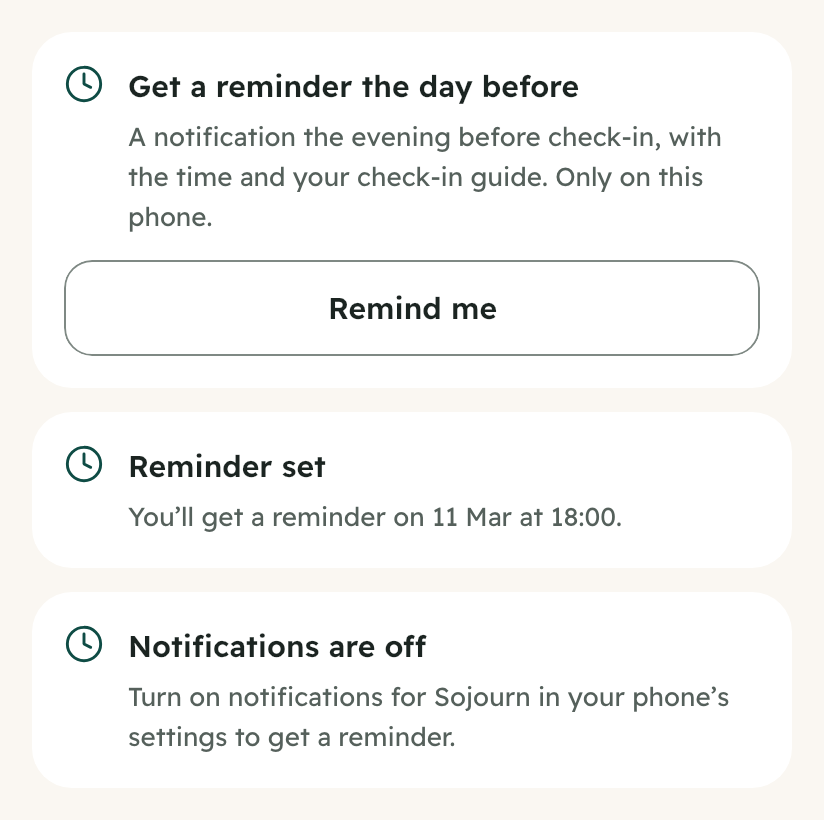 Get a reminder the day before
A notification the evening before check-in, with
the time and your check-in guide. Only on this
phone.
Remind me
Reminder set
You’ll get a reminder on 11 Mar at 18:00.
Notifications are off
Turn on notifications for Sojourn in your phone’s
settings to get a reminder.